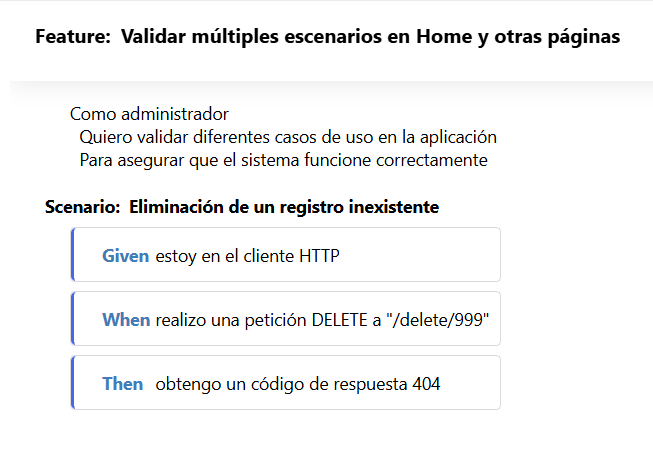 Feature: Validar múltiples escenarios en Home y otras páginas
Como administrador
Quiero validar diferentes casos de uso en la aplicación
Para asegurar que el sistema funcione correctamente
Scenario: Eliminación de un registro inexistente
Given estoy en el cliente HTTP
When realizo una petición DELETE a "/delete/999"
Then obtengo un código de respuesta 404